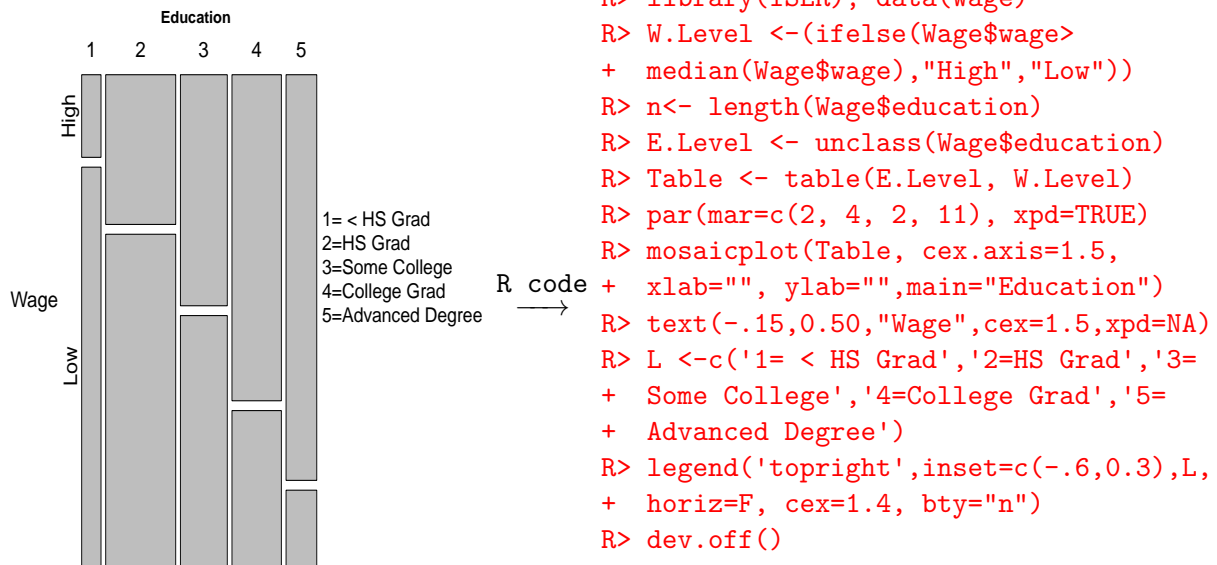 Education
1 2 3 4 5
High
Low
Wage
1= < HS Grad
2=HS Grad
3=Some College
4=College Grad
5=Advanced Degree
R code
⟶
R> library(ISLR); data(Wage)
R> W.Level <-(ifelse(Wage$wage>
+ median(Wage$wage),"High","Low"))
R> n<- length(Wage$education)
R> E.Level <- unclass(Wage$education)
R> Table <- table(E.Level, W.Level)
R> par(mar=c(2, 4, 2, 11), xpd=TRUE)
R> mosaicplot(Table, cex.axis=1.5,
+ xlab="", ylab="",main="Education")
R> text(-.15,0.50,"Wage",cex=1.5,xpd=NA)
R> L <-c('1= < HS Grad','2=HS Grad','3=
+ Some College','4=College Grad','5=
+ Advanced Degree')
R> legend('topright',inset=c(-.6,0.3),L,
+ horiz=F, cex=1.4, bty="n")
R> dev.off()